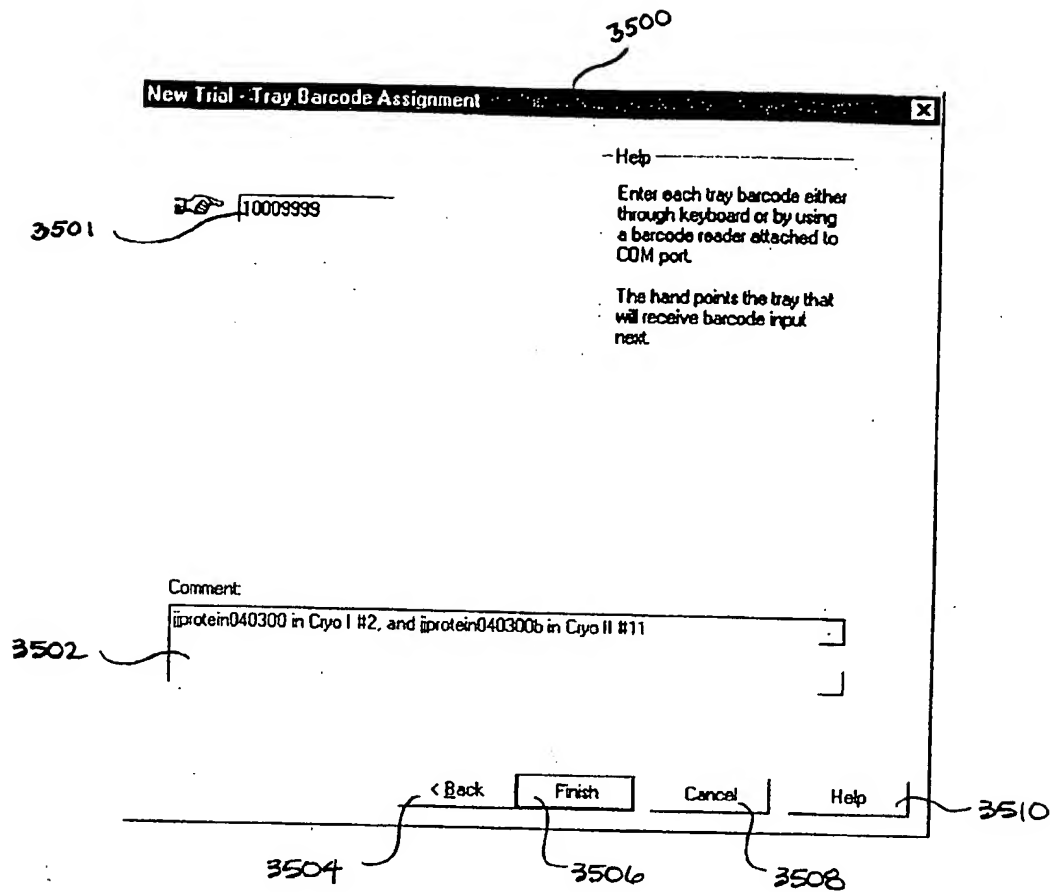 3500
New Trial - Tray Barcode Assignment
Help
Enter each tray barcode either
through keyboard or by using
a barcode reader attached to
COM port.
The hand points the tray that
will receive barcode input
next.
10009999
3501
Comment:
jjprotein040300 in Cryo I #2, and jjprotein040300b in Cryo II #11
3502
< Back
Finish
Cancel
Help
3510
3504
3506
3508